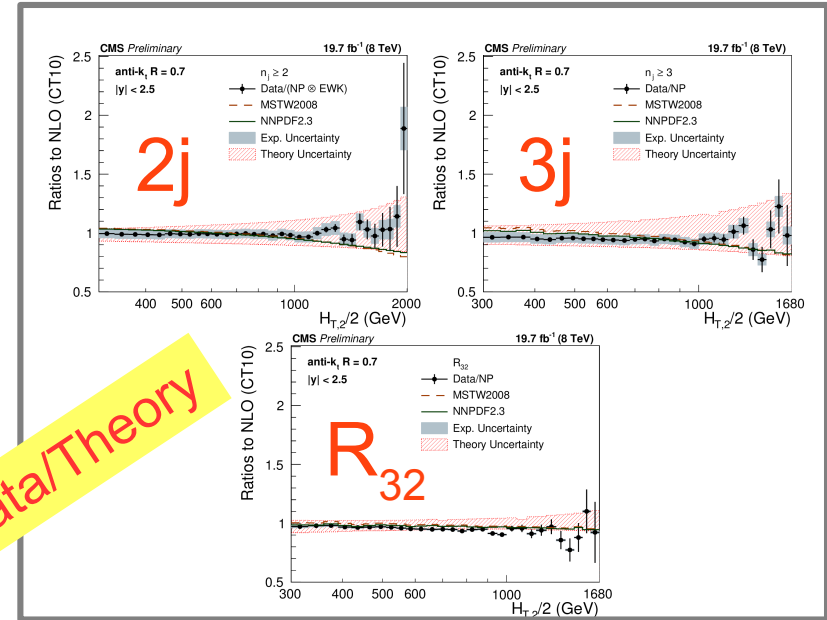 CMS Preliminary 19.7 fb⁻¹ (8 TeV)
Ratios to NLO (CT10)
anti-kt R = 0.7
|y| < 2.5
nj ≥ 2
Data/(NP ⊗ EWK)
MSTW2008
NNPDF2.3
Exp. Uncertainty
Theory Uncertainty
2j
2.5
2
1.5
1
0.5
400 500 600 1000 2000
HT,2/2 (GeV)
CMS Preliminary 19.7 fb⁻¹ (8 TeV)
Ratios to NLO (CT10)
anti-kt R = 0.7
|y| < 2.5
nj ≥ 3
Data/NP
MSTW2008
NNPDF2.3
Exp. Uncertainty
Theory Uncertainty
3j
2.5
2
1.5
1
0.5
300 400 500 1000 1680
HT,2/2 (GeV)
CMS Preliminary 19.7 fb⁻¹ (8 TeV)
Ratios to NLO (CT10)
anti-kt R = 0.7
|y| < 2.5
R32
Data/NP
MSTW2008
NNPDF2.3
Exp. Uncertainty
Theory Uncertainty
R32
2.5
2
1.5
1
0.5
300 400 500 600 1000 1680
HT,2/2 (GeV)
ata/Theory